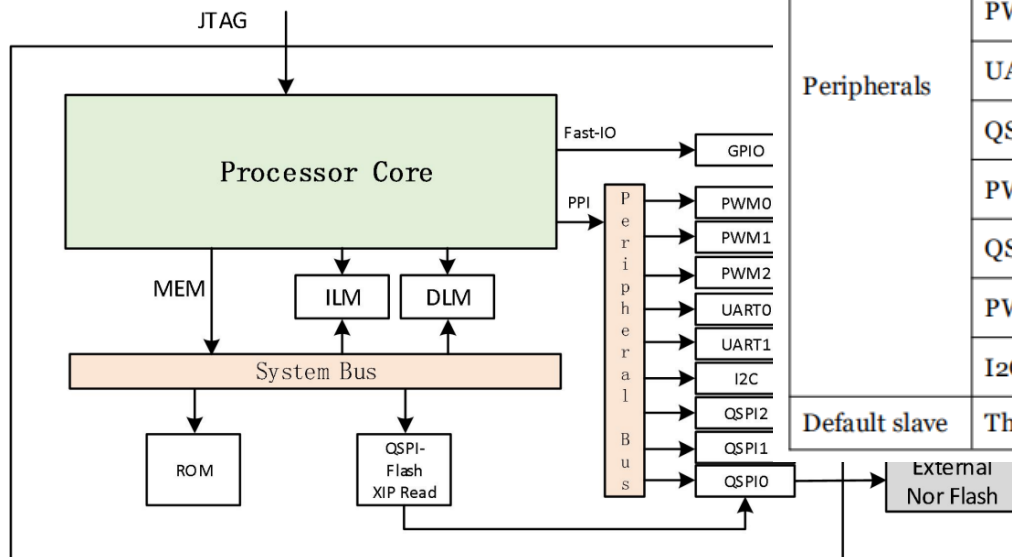 JTAG
Processor Core
Fast-IO
PPI
MEM
ILM
DLM
System Bus
ROM
QSPI-
Flash
XIP Read
Peripheral Bus
GPIO
PWM0
PWM1
PWM2
UART0
UART1
I2C
QSPI2
QSPI1
QSPI0
External
Nor Flash
Peripherals
Default slave